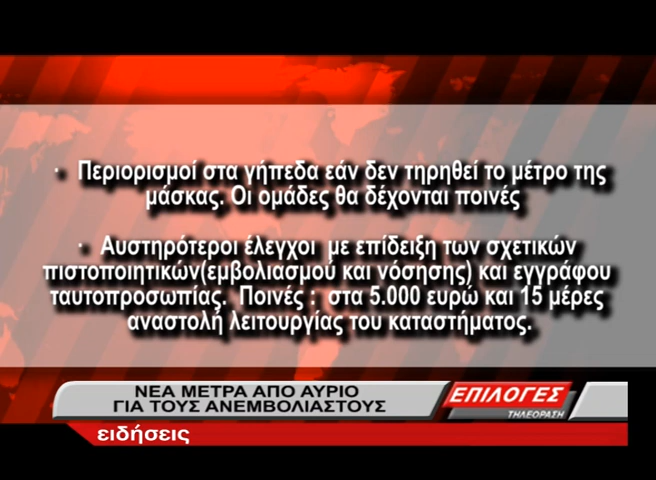 · Περιορισμοί στα γήπεδα εάν δεν τηρηθεί το μέτρο της
μάσκας. Οι ομάδες θα δέχονται ποινές
· Αυστηρότεροι έλεγχοι με επίδειξη των σχετικών
πιστοποιητικών(εμβολιασμού και νόσησης) και εγγράφου
ταυτοπροσωπίας. Ποινές : στα 5.000 ευρώ και 15 μέρες
αναστολή λειτουργίας του καταστήματος.
ΝΕΑ ΜΕΤΡΑ ΑΠΟ ΑΥΡΙΟ
ΓΙΑ ΤΟΥΣ ΑΝΕΜΒΟΛΙΑΣΤΟΥΣ
ΕΠΙΛΟΓΕΣ
ΤΗΛΕΟΡΑΣΗ
ειδήσεις